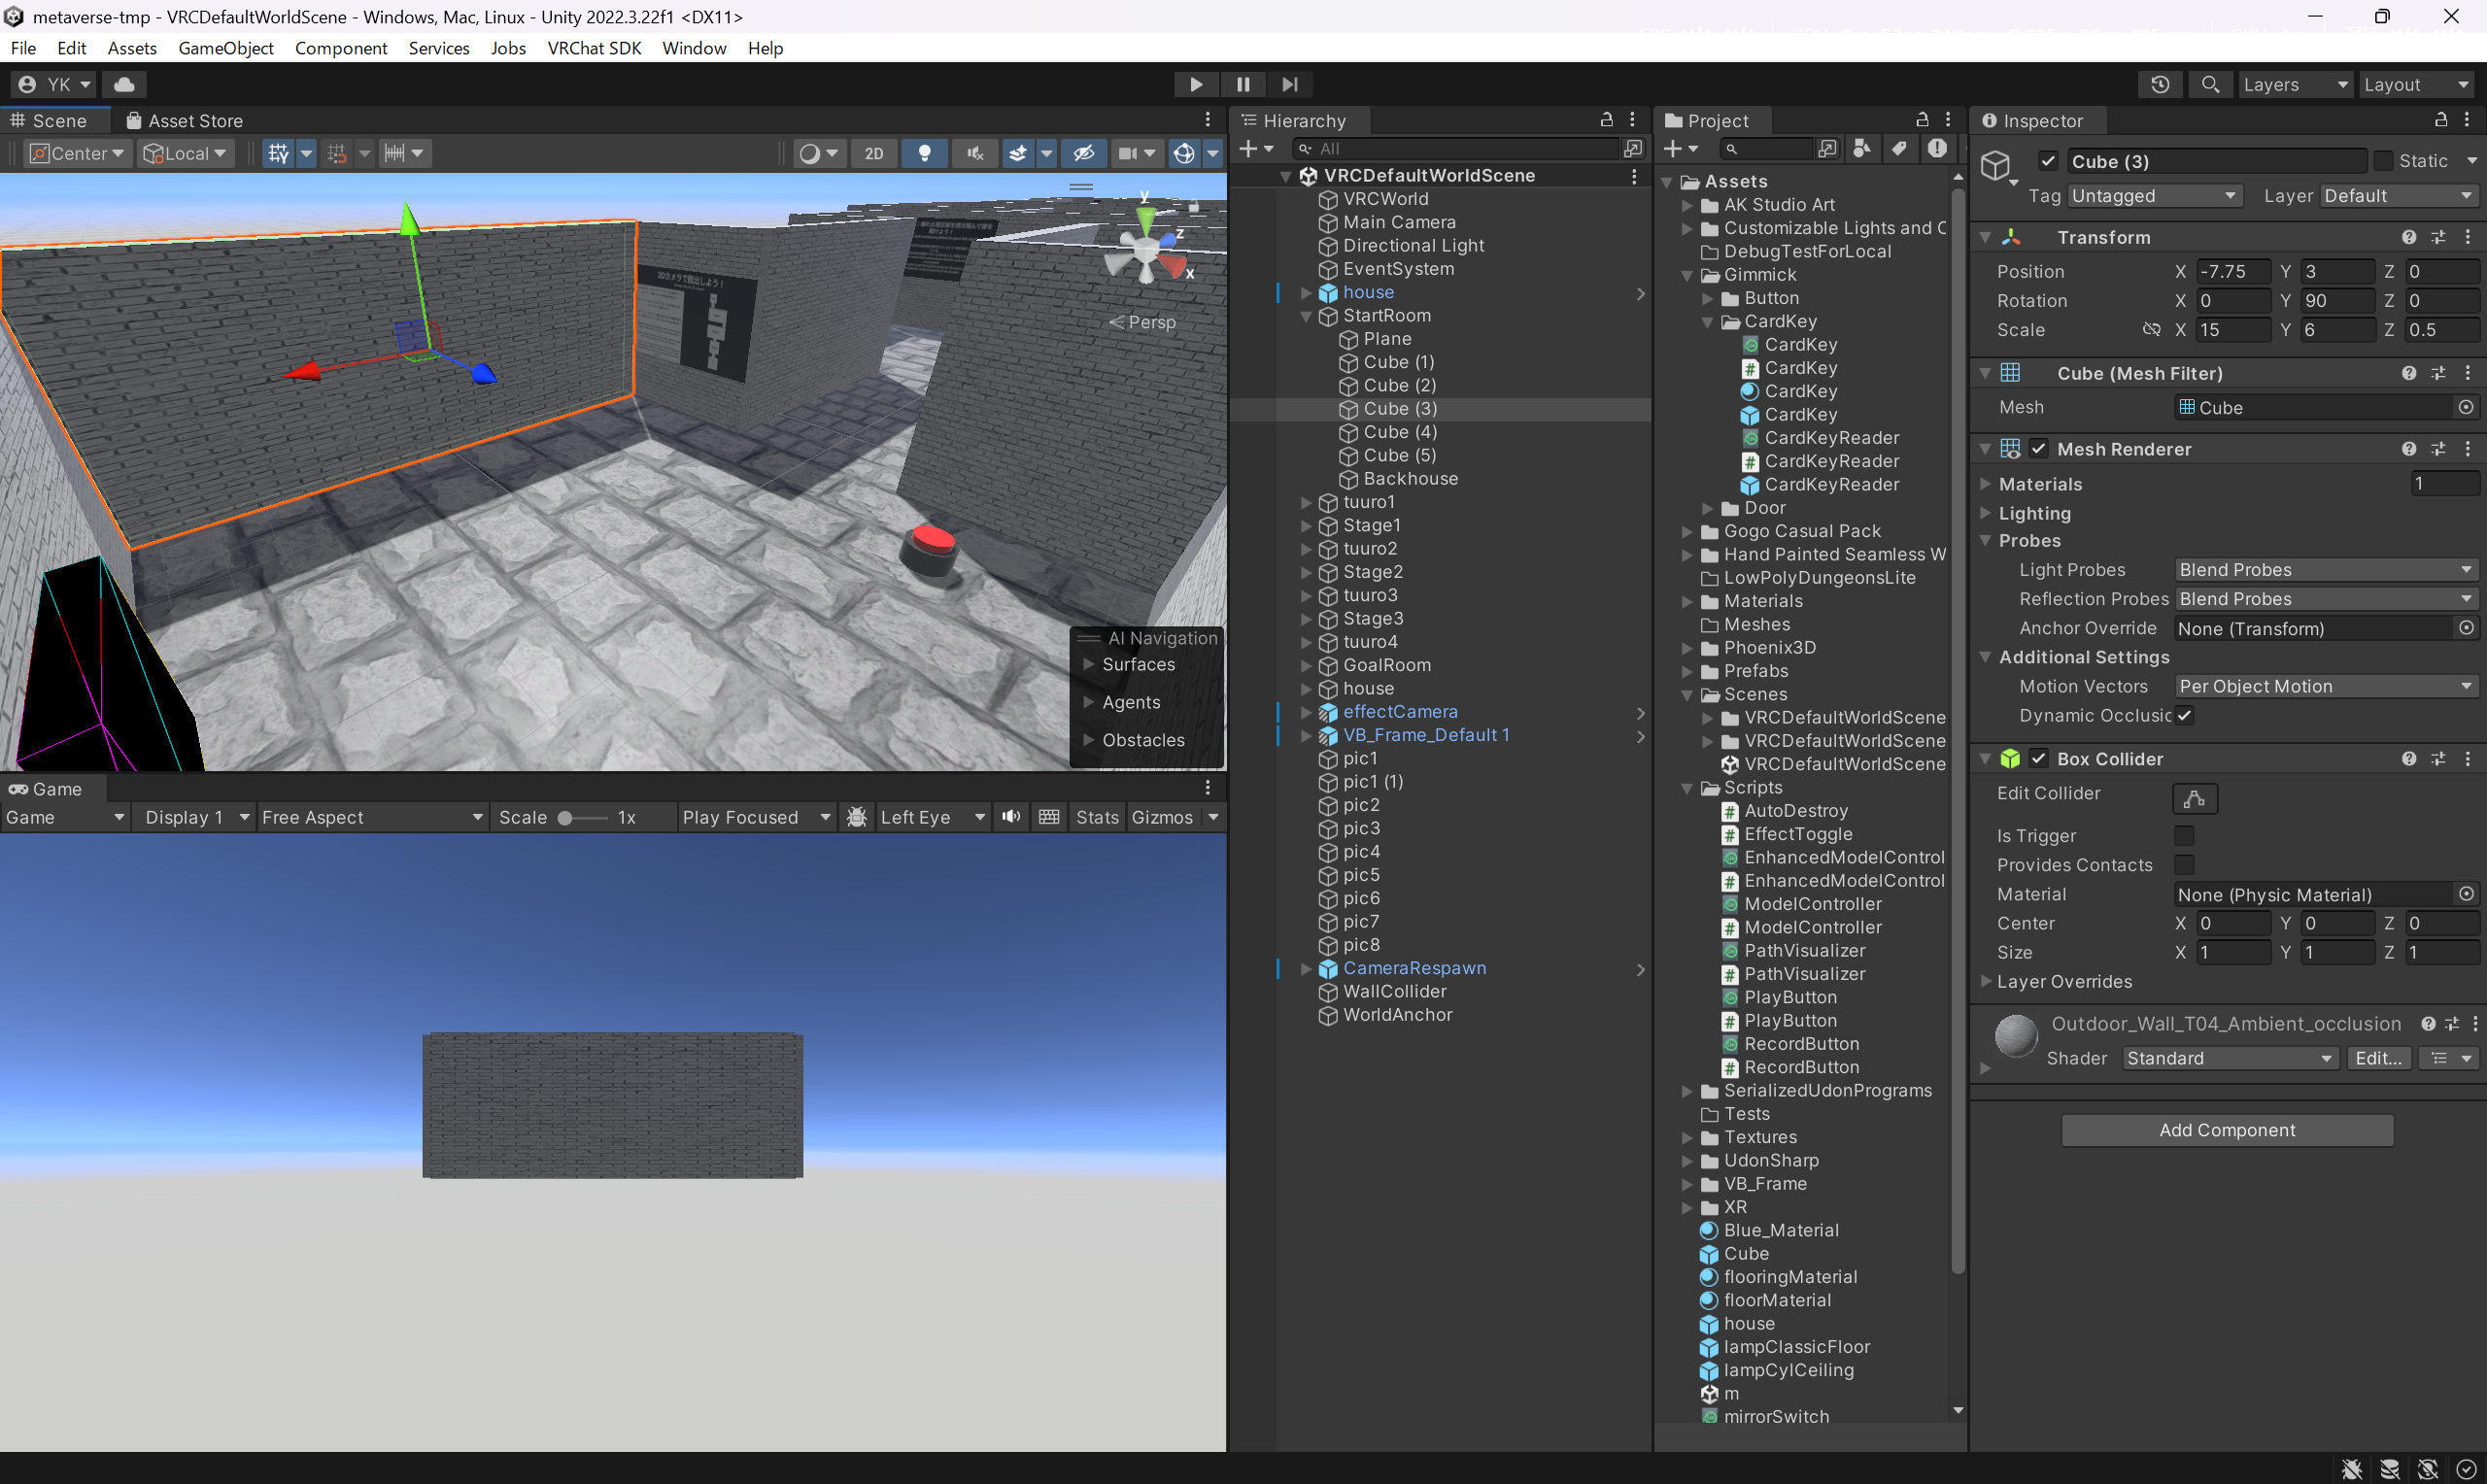 metaverse-tmp - VRCDefaultWorldScene - Windows, Mac, Linux - Unity 2022.3.22f1 <DX11>
File Edit Assets GameObject Component Services Jobs VRChat SDK Window Help
YK
Layers
Layout
Scene
Asset Store
Center
Local
2D
3Dカメラで脱出しよう!
y
z
x
Persp
AI Navigation
Surfaces
Agents
Obstacles
Game
Game
Display 1
Free Aspect
Scale
1x
Play Focused
Left Eye
Stats
Gizmos
Hierarchy
All
VRCDefaultWorldScene
VRCWorld
Main Camera
Directional Light
EventSystem
house
StartRoom
Plane
Cube (1)
Cube (2)
Cube (3)
Cube (4)
Cube (5)
Backhouse
tuuro1
Stage1
tuuro2
Stage2
tuuro3
Stage3
tuuro4
GoalRoom
house
effectCamera
VB_Frame_Default 1
pic1
pic1 (1)
pic2
pic3
pic4
pic5
pic6
pic7
pic8
CameraRespawn
WallCollider
WorldAnchor
Project
Assets
AK Studio Art
Customizable Lights and C
DebugTestForLocal
Gimmick
Button
CardKey
CardKey
CardKey
CardKey
CardKey
CardKeyReader
CardKeyReader
CardKeyReader
Door
Gogo Casual Pack
Hand Painted Seamless W
LowPolyDungeonsLite
Materials
Meshes
Phoenix3D
Prefabs
Scenes
VRCDefaultWorldScene
VRCDefaultWorldScene
VRCDefaultWorldScene
Scripts
AutoDestroy
EffectToggle
EnhancedModelControl
EnhancedModelControl
ModelController
ModelController
PathVisualizer
PathVisualizer
PlayButton
PlayButton
RecordButton
RecordButton
SerializedUdonPrograms
Tests
Textures
UdonSharp
VB_Frame
XR
Blue_Material
Cube
flooringMaterial
floorMaterial
house
lampClassicFloor
lampCylCeiling
m
mirrorSwitch
Inspector
Cube (3)
Static
Tag Untagged
Layer Default
Transform
Position X -7.75 Y 3 Z 0
Rotation X 0 Y 90 Z 0
Scale X 15 Y 6 Z 0.5
Cube (Mesh Filter)
Mesh Cube
Mesh Renderer
Materials 1
Lighting
Probes
Light Probes Blend Probes
Reflection Probes Blend Probes
Anchor Override None (Transform)
Additional Settings
Motion Vectors Per Object Motion
Dynamic Occlusic
Box Collider
Edit Collider
Is Trigger
Provides Contacts
Material None (Physic Material)
Center X 0 Y 0 Z 0
Size X 1 Y 1 Z 1
Layer Overrides
Outdoor_Wall_T04_Ambient_occlusion
Shader Standard Edit...
Add Component